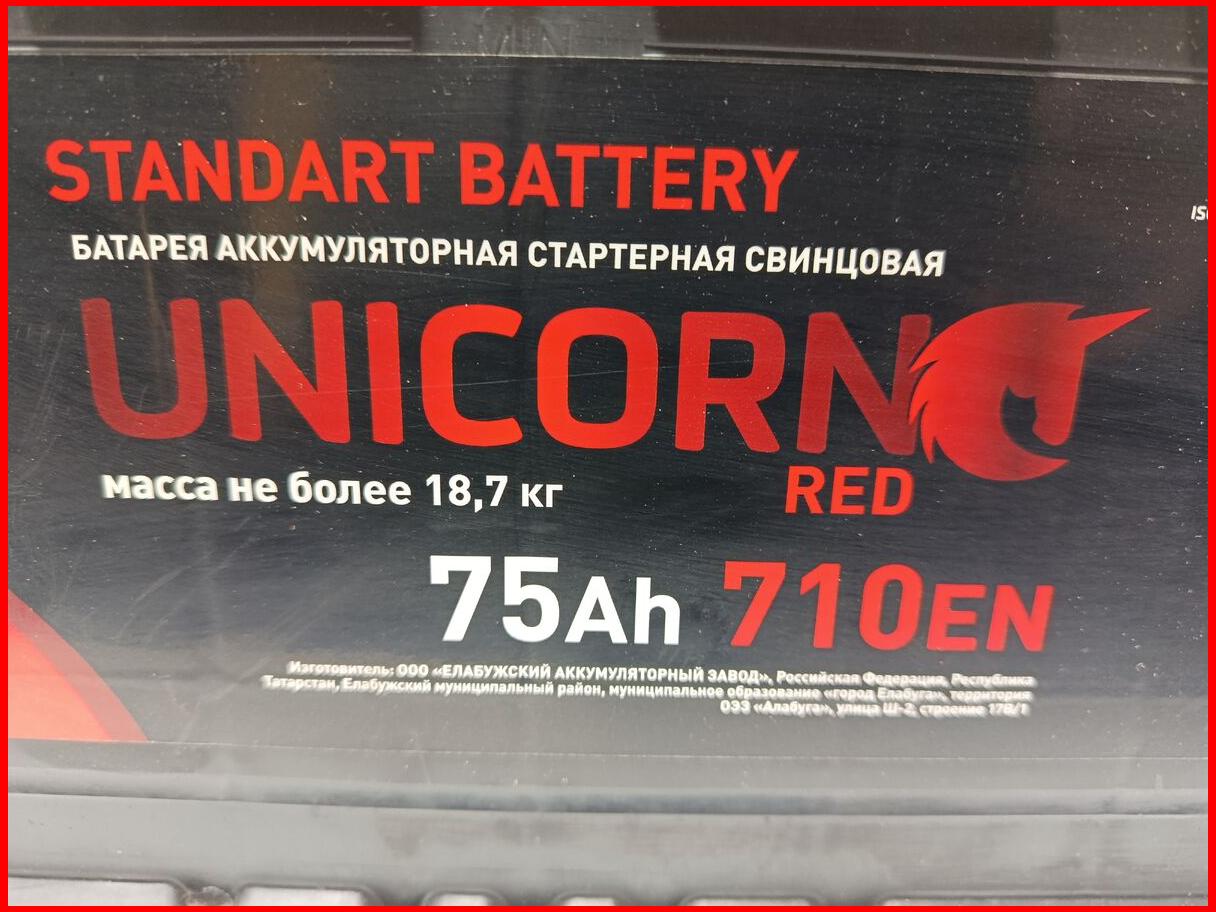 MIN
STANDART BATTERY
БАТАРЕЯ АККУМУЛЯТОРНАЯ СТАРТЕРНАЯ СВИНЦОВАЯ
UNICORN
масса не более 18,7 кг
RED
75Ah 710EN
Изготовитель: ООО «ЕЛАБУЖСКИЙ АККУМУЛЯТОРНЫЙ ЗАВОД», Российская Федерация, Республика
Татарстан, Елабужский муниципальный район, муниципальное образование «город Елабуга», территория
ОЭЗ «Алабуга», улица Ш-2, строение 17В/1